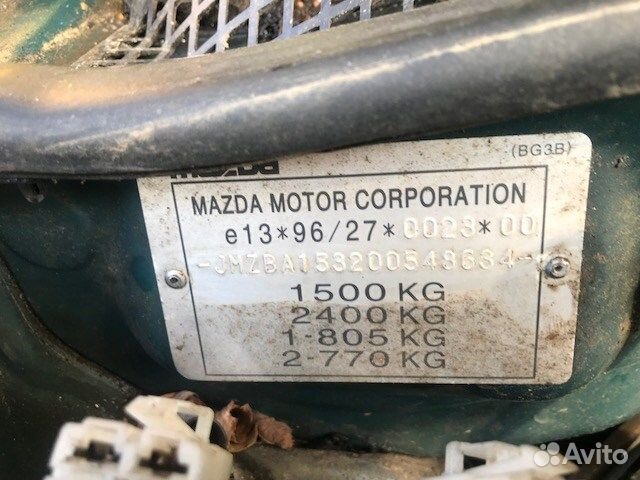 (BG3B)
MAZDA MOTOR CORPORATION
e13*96/27*0023*00
-JMZBA153200543634-
1500 KG
2400 KG
1-805 KG
2-770 KG
Avito